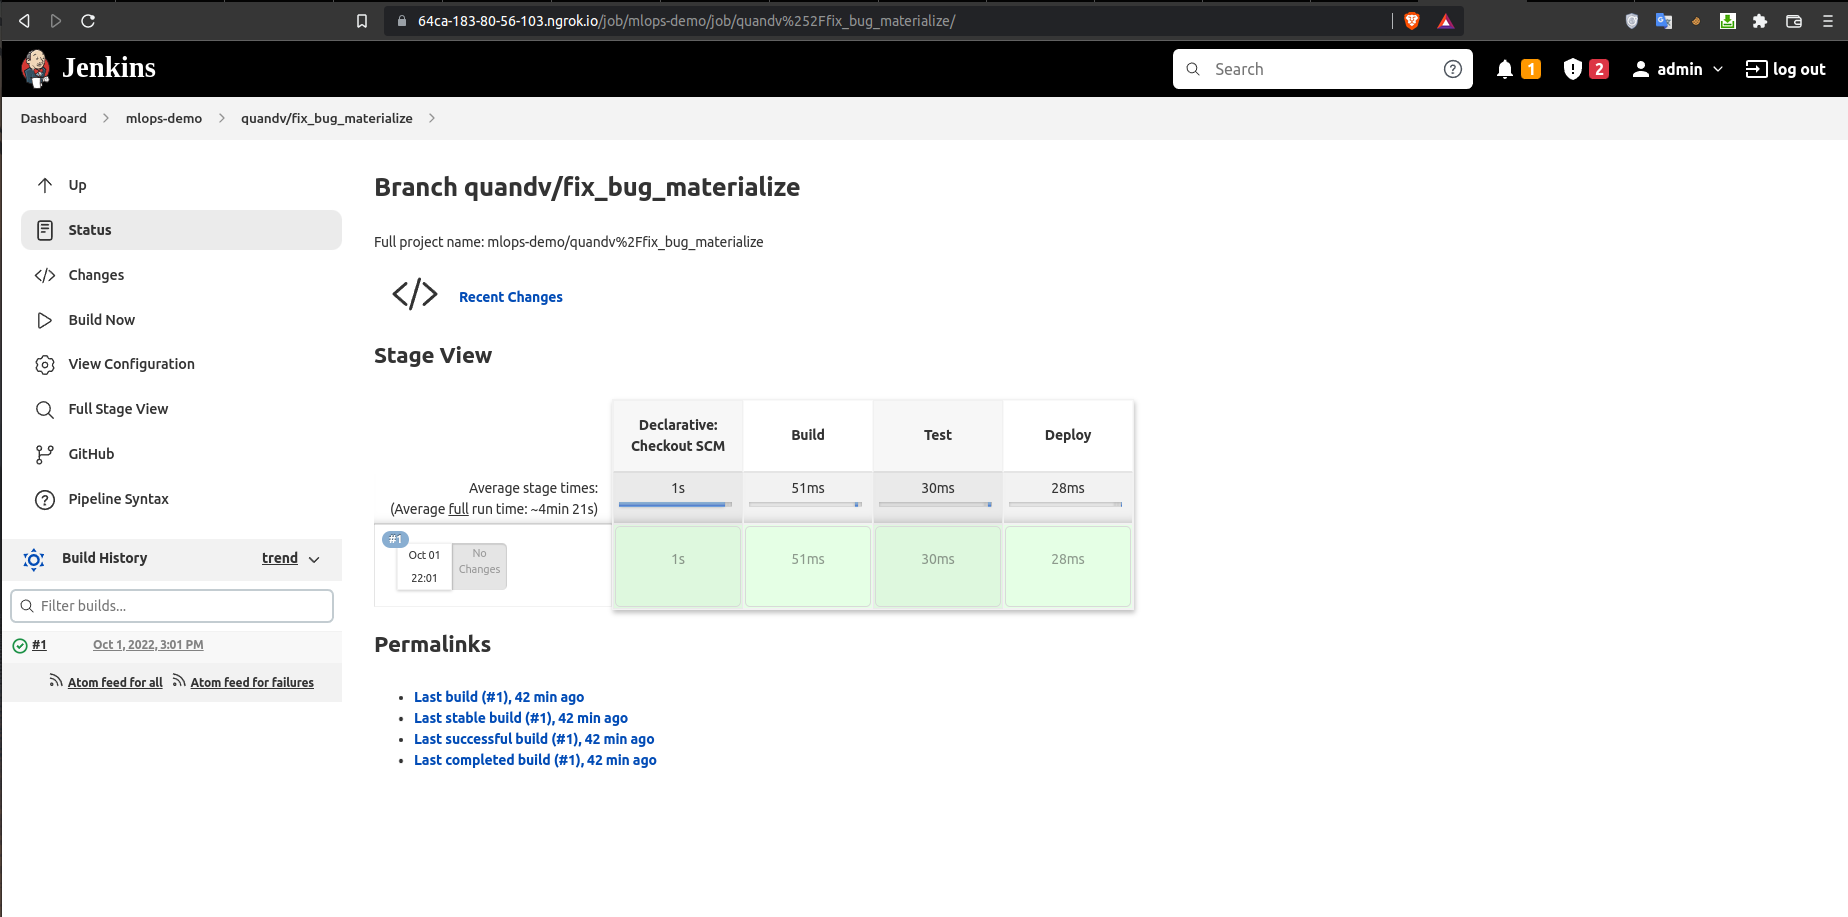 64ca-183-80-56-103.ngrok.io/job/mlops-demo/job/quandv%252Ffix_bug_materialize/
Jenkins
Search
1
2
admin
log out
Dashboard
mlops-demo
quandv/fix_bug_materialize
Up
Status
Changes
Build Now
View Configuration
Full Stage View
GitHub
Pipeline Syntax
Build History
trend
Filter builds...
#1
Oct 1, 2022, 3:01 PM
Atom feed for all
Atom feed for failures
Branch quandv/fix_bug_materialize
Full project name: mlops-demo/quandv%2Ffix_bug_materialize
Recent Changes
Stage View
Declarative:
Checkout SCM
Build
Test
Deploy
Average stage times:
(Average full run time: ~4min 21s)
1s
51ms
30ms
28ms
#1
Oct 01
22:01
No
Changes
1s
51ms
30ms
28ms
Permalinks
Last build (#1), 42 min ago
Last stable build (#1), 42 min ago
Last successful build (#1), 42 min ago
Last completed build (#1), 42 min ago